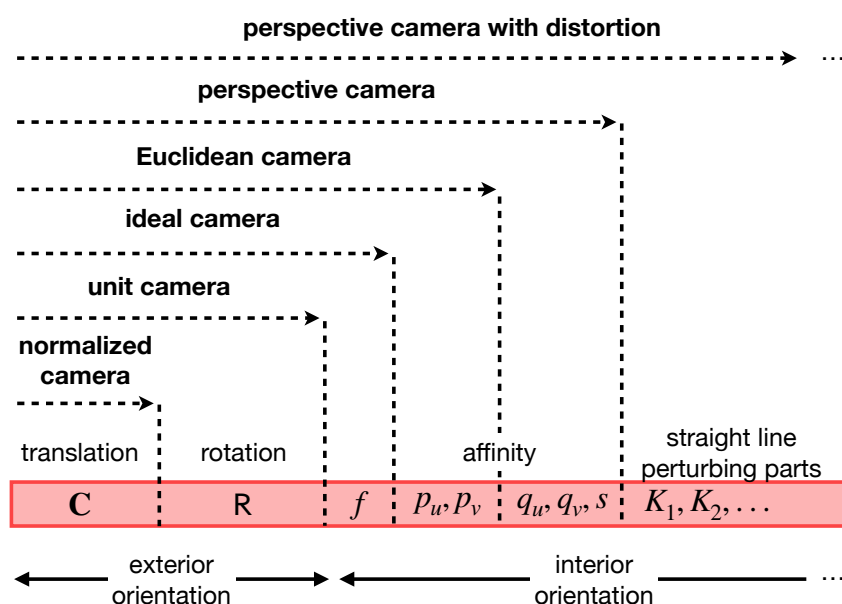 perspective camera with distortion
...
perspective camera
Euclidean camera
ideal camera
unit camera
normalized
camera
translation rotation affinity straight line
perturbing parts
C R f p_u, p_v q_u, q_v, s K_1, K_2, ...
exterior
orientation
interior
orientation
...